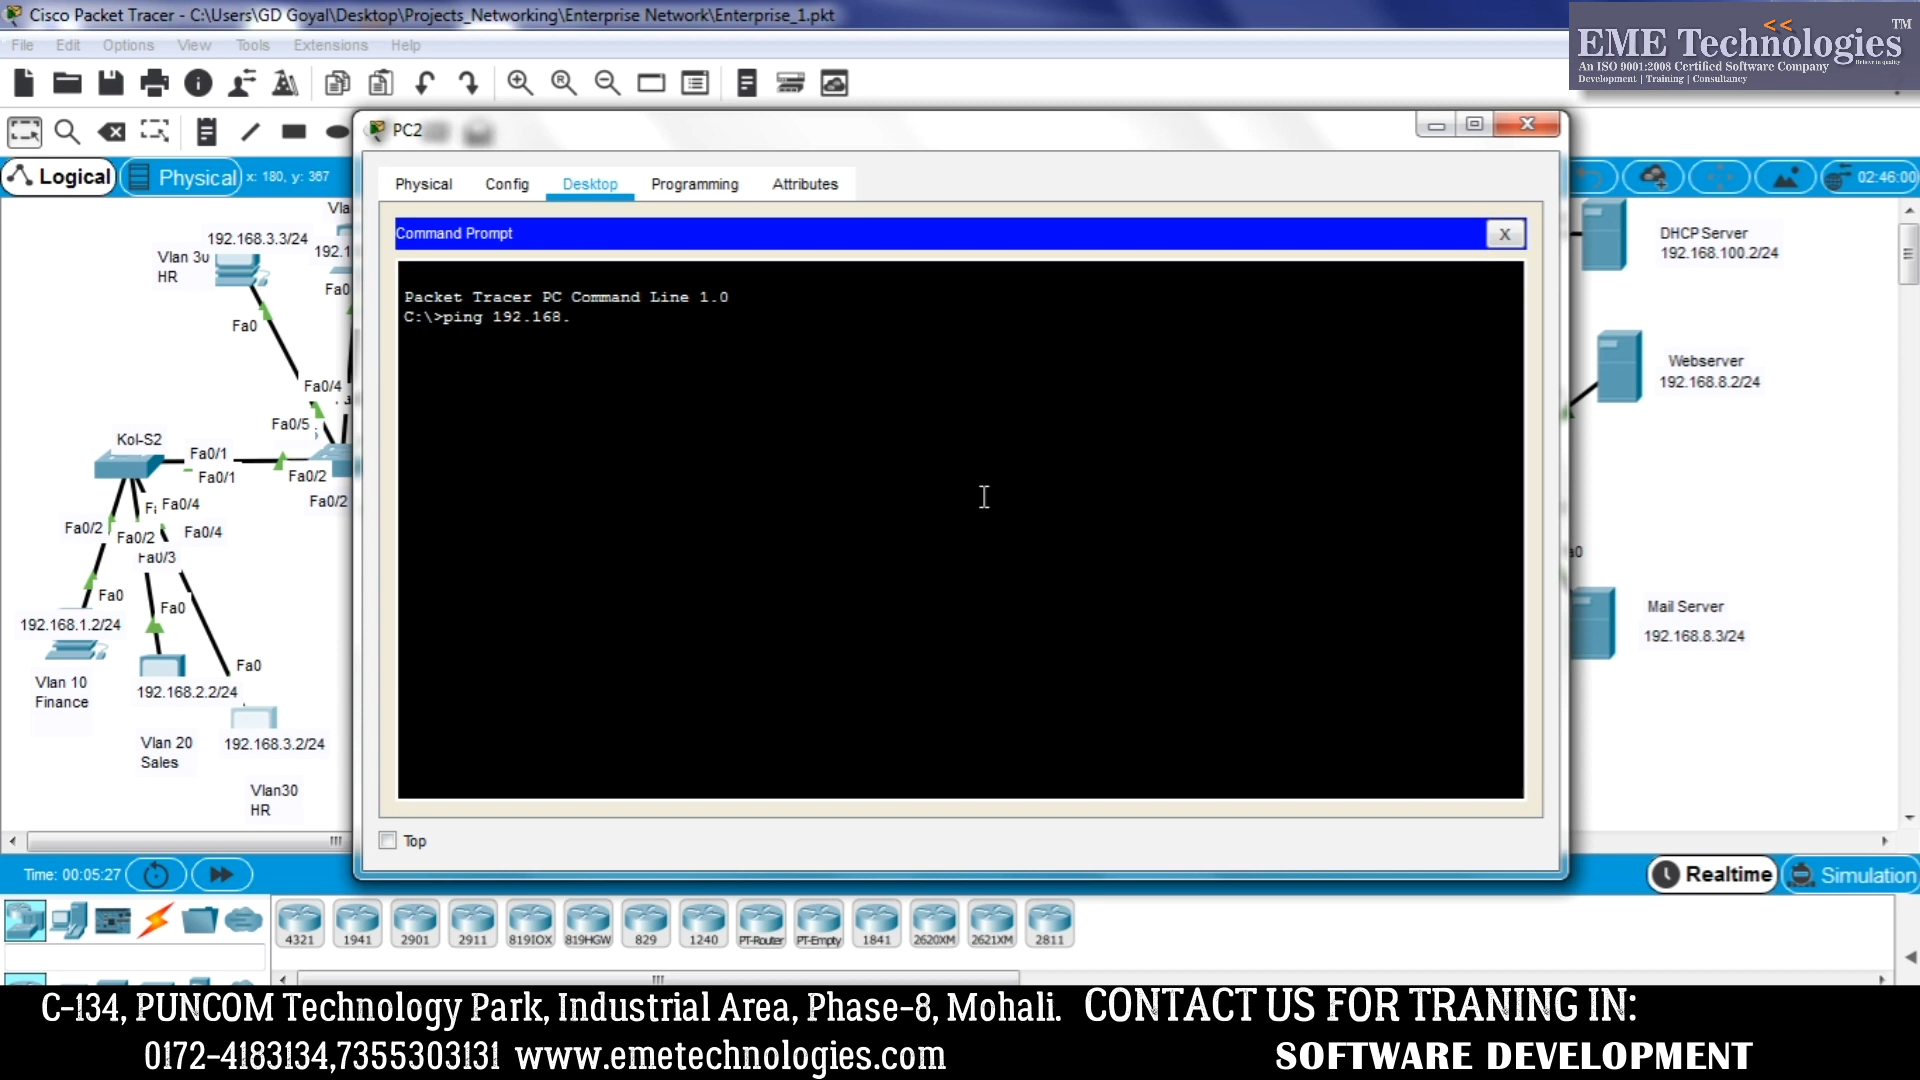 Cisco Packet Tracer - C:\Users\GD Goyal\Desktop\Projects_Networking\Enterprise Network\Enterprise_1.pkt
File Edit Options View Tools Extensions Help
<< TM
EME Technologies
Believe in quality
An ISO 9001:2008 Certified Software Company
Development | Training | Consultancy
PC2
Logical Physical x: 180, y: 367
02:46:00
Physical Config Desktop Programming Attributes
Command Prompt
X
Packet Tracer PC Command Line 1.0
C:\>ping 192.168.
Vla
192.168.3.3/24
192.1
Vlan 30
HR
Fa0
Fa0
Fa0/4
Fa0/5
Kol-S2
Fa0/1
Fa0/1
Fa0/2
Fa0/2
Fa0/4
Fa0/2
Fa0/2
Fa0/4
Fa0/3
Fa0
Fa0
192.168.1.2/24
Fa0
Vlan 10
Finance
192.168.2.2/24
Vlan 20
Sales
192.168.3.2/24
Vlan30
HR
DHCP Server
192.168.100.2/24
Webserver
192.168.8.2/24
a0
Mail Server
192.168.8.3/24
Top
Time: 00:05:27
Realtime Simulation
4321 1941 2901 2911 819IOX 819HGW 829 1240 PT-Router PT-Empty 1841 2620XM 2621XM 2811
C-134, PUNCOM Technology Park, Industrial Area, Phase-8, Mohali. CONTACT US FOR TRANING IN:
0172-4183134,7355303131 www.emetechnologies.com SOFTWARE DEVELOPMENT